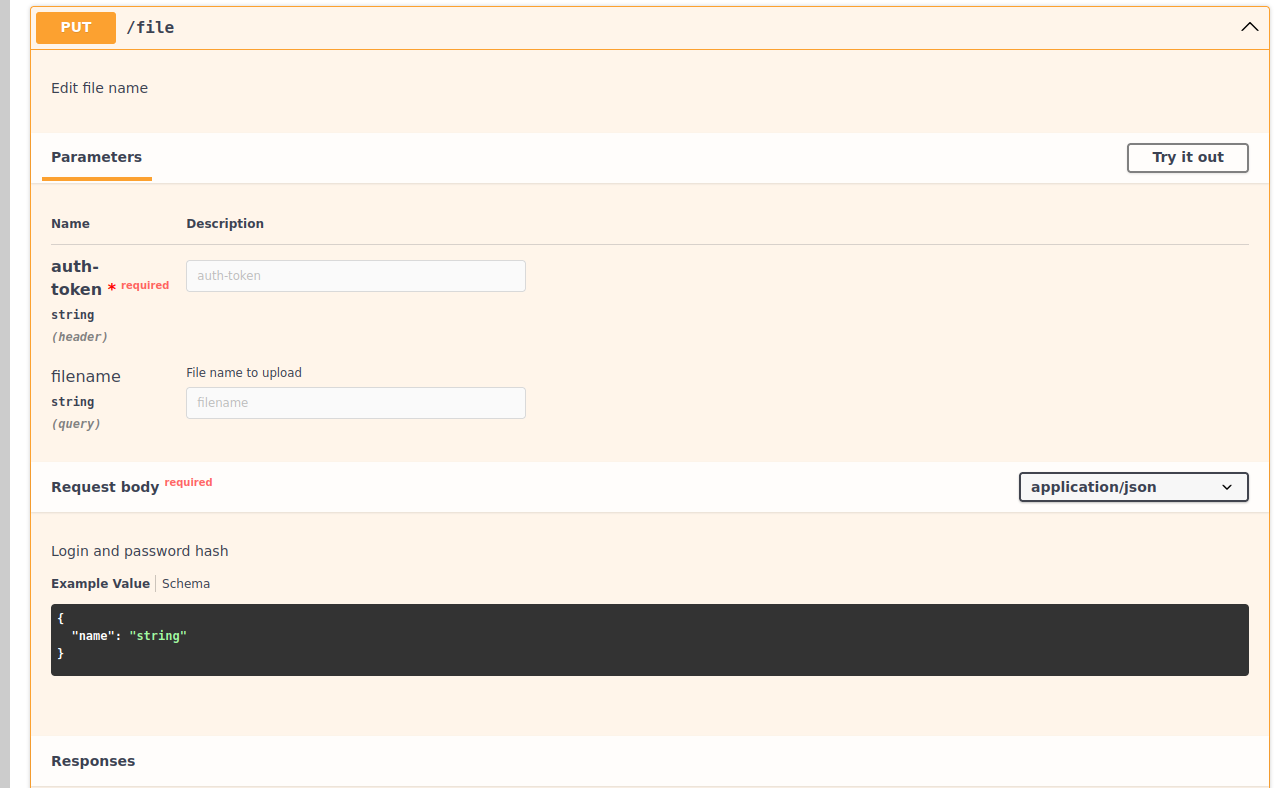 PUT /file
Edit file name
Parameters
Try it out
Name Description
auth-
token * required
string
(header)
auth-token
filename
string
(query)
File name to upload
filename
Request body required
application/json
Login and password hash
Example Value Schema
{
"name": "string"
}
Responses